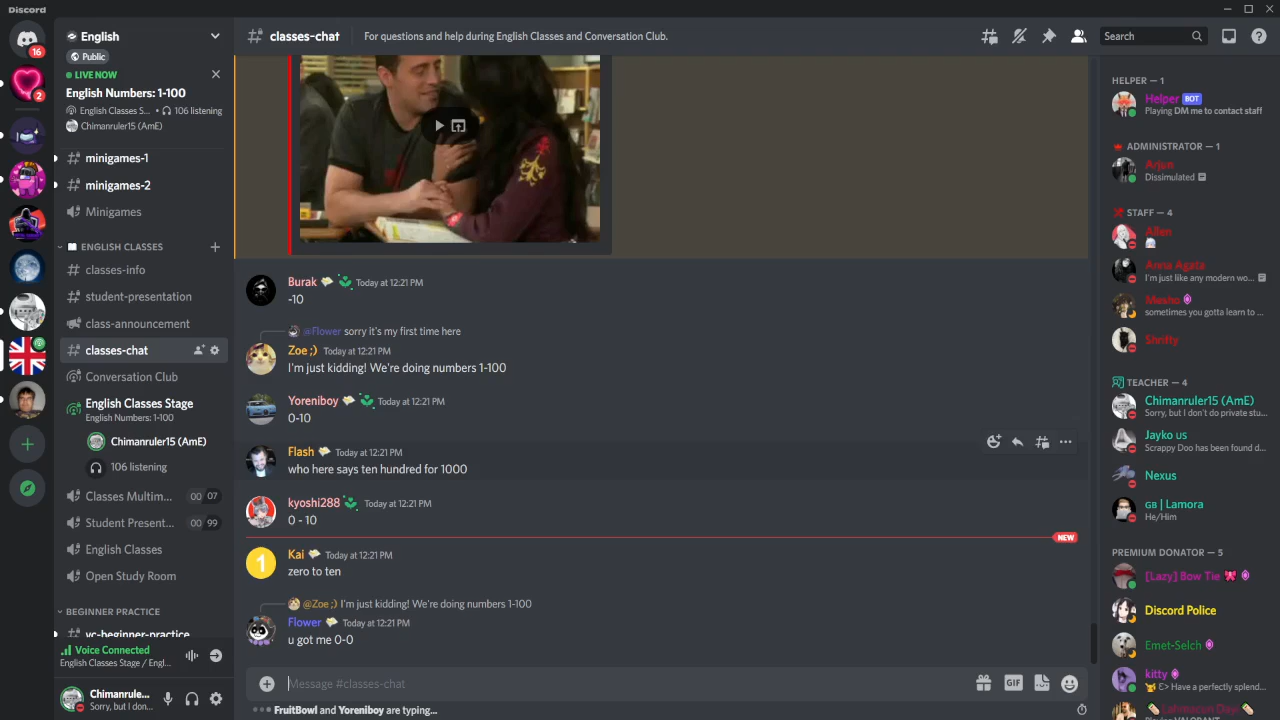 Discord
16
2
English
Public
LIVE NOW
English Numbers: 1-100
English Classes S... • 106 listening
Chimanruler15 (AmE)
minigames-1
minigames-2
Minigames
ENGLISH CLASSES
classes-info
student-presentation
class-announcement
classes-chat
Conversation Club
English Classes Stage
English Numbers: 1-100
Chimanruler15 (AmE)
106 listening
Classes Multim... 00 07
Student Present... 00 99
English Classes
Open Study Room
BEGINNER PRACTICE
vc-beginner-practice
Voice Connected
English Classes Stage / Engl...
Chimanrule...
Sorry, but I don...
classes-chat
For questions and help during English Classes and Conversation Club.
Search
Burak Today at 12:21 PM
-10
@Flower sorry it's my first time here
Zoe ;) Today at 12:21 PM
I'm just kidding! We're doing numbers 1-100
Yoreniboy Today at 12:21 PM
0-10
Flash Today at 12:21 PM
who here says ten hundred for 1000
kyoshi288 Today at 12:21 PM
0 - 10
NEW
1
Kai Today at 12:21 PM
zero to ten
@Zoe ;) I'm just kidding! We're doing numbers 1-100
Flower Today at 12:21 PM
u got me 0-0
Message #classes-chat
GIF
FruitBowl and Yoreniboy are typing...
HELPER — 1
Helper BOT
Playing DM me to contact staff
ADMINISTRATOR — 1
Arjun
Dissimulated
STAFF — 4
Allen
Anna Agata
I'm just like any modern wo...
Mesho
sometimes you gotta learn to ...
Shritty
TEACHER — 4
Chimanruler15 (AmE)
Sorry, but I don't do private stu...
Jayko US
Scrappy Doo has been found d...
Nexus
GB | Lamora
He/Him
PREMIUM DONATOR — 5
[Lazy] Bow Tie
Discord Police
Emet-Selch
kitty
ε> Have a perfectly splend...
Playing VALORANT